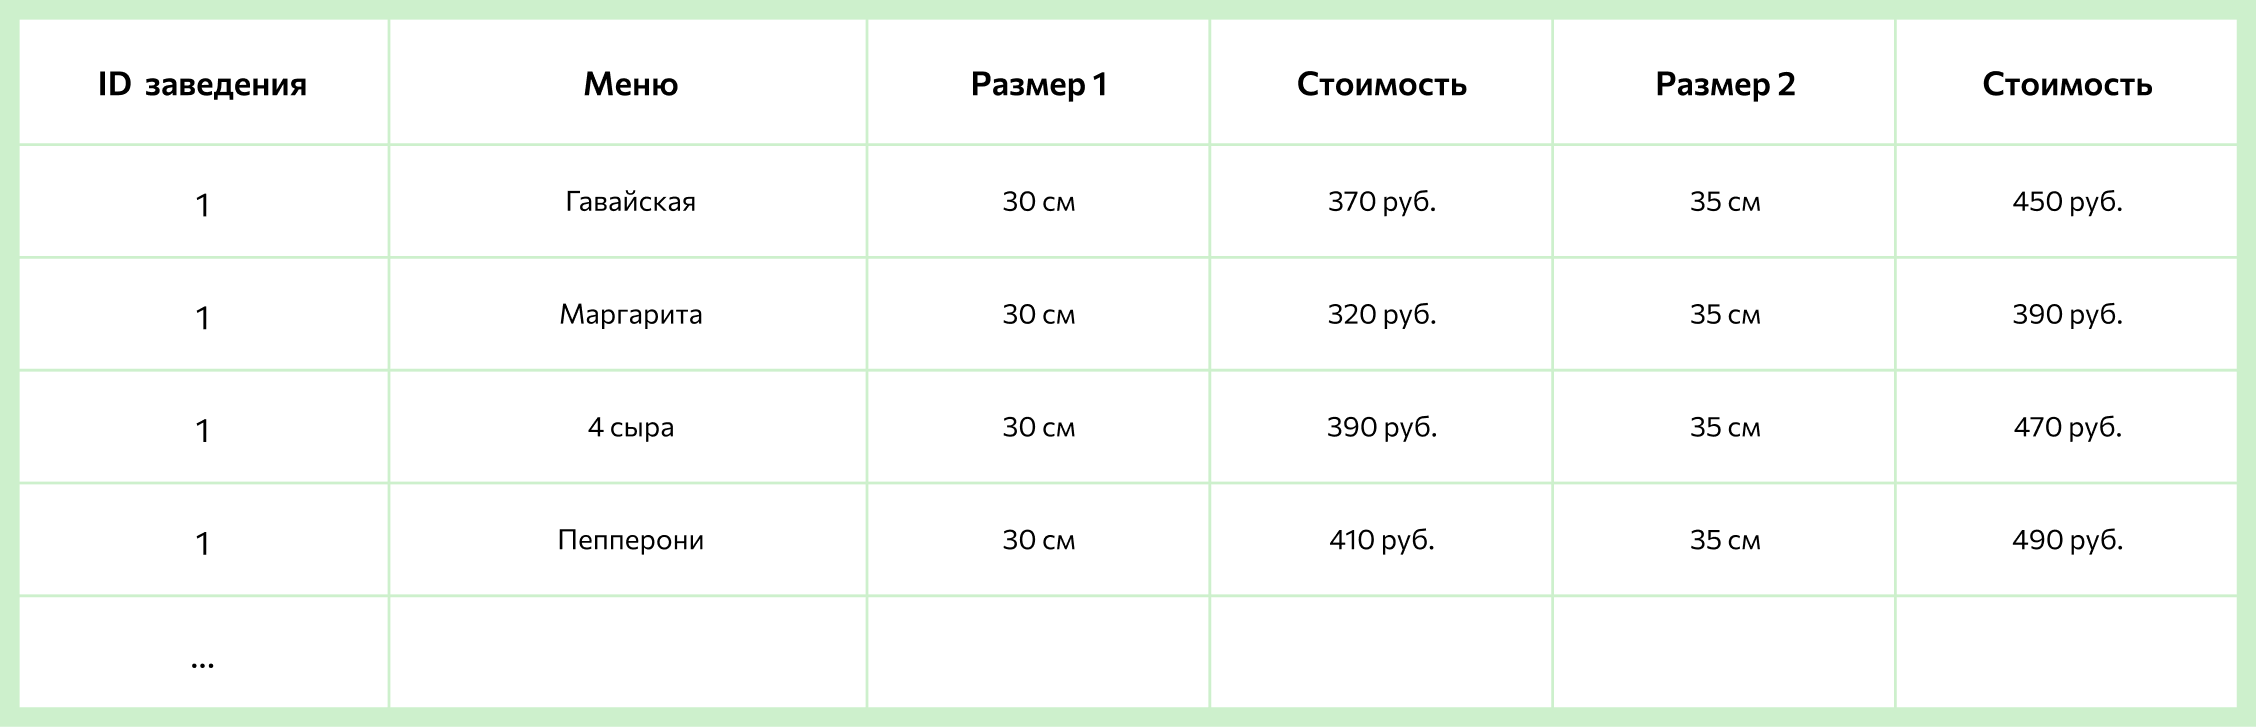 ID заведения Меню Размер 1 Стоимость Размер 2 Стоимость
1 Гавайская 30 см 370 руб. 35 см 450 руб.
1 Маргарита 30 см 320 руб. 35 см 390 руб.
1 4 сыра 30 см 390 руб. 35 см 470 руб.
1 Пепперони 30 см 410 руб. 35 см 490 руб.
...